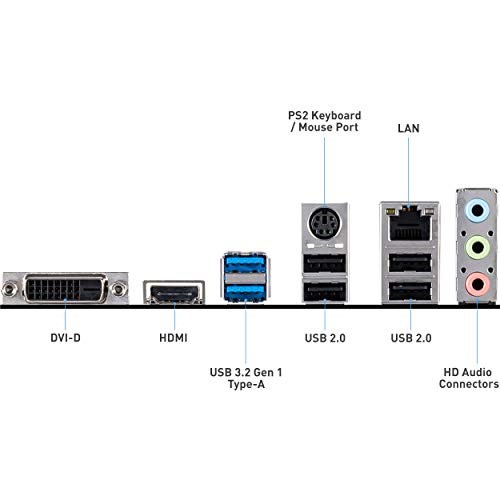 PS2 Keyboard
/ Mouse Port
LAN
DVI-D
HDMI
USB 3.2 Gen 1
Type-A
USB 2.0
USB 2.0
HD Audio
Connectors